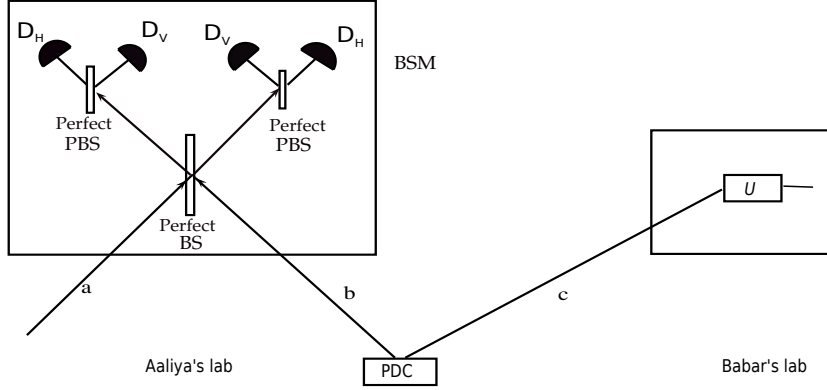 D_H
D_V
D_V
D_H
BSM
Perfect
PBS
Perfect
PBS
Perfect
BS
U
a
b
c
Aaliya's lab
PDC
Babar's lab